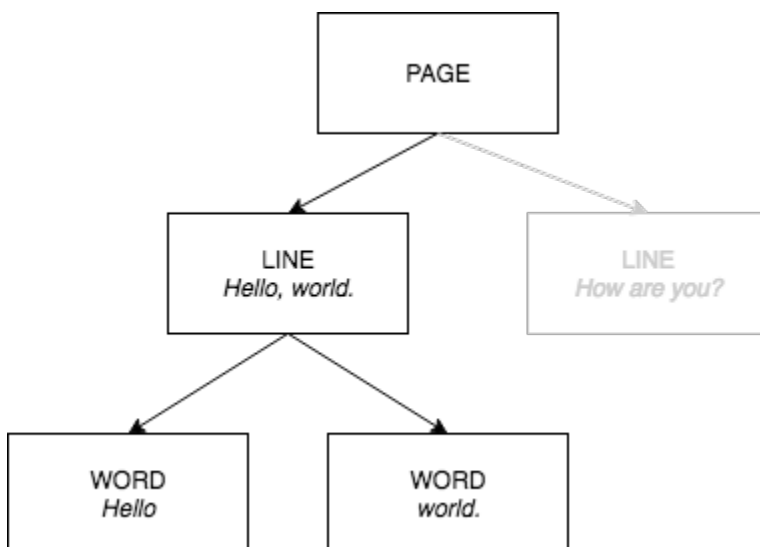 PAGE
LINE
Hello, world.
LINE
How are you?
WORD
Hello
WORD
world.